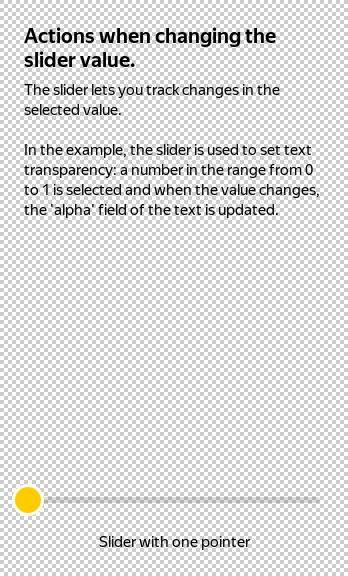 Actions when changing the
slider value.
The slider lets you track changes in the
selected value.
In the example, the slider is used to set text
transparency: a number in the range from 0
to 1 is selected and when the value changes,
the 'alpha' field of the text is updated.
Slider with one pointer